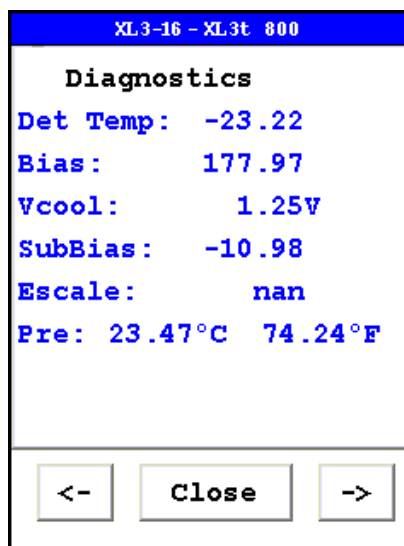 XL3-16 - XL3t 800
Diagnostics
Det Temp: -23.22
Bias: 177.97
Vcool: 1.25V
SubBias: -10.98
Escale: nan
Pre: 23.47°C 74.24°F
<- Close ->